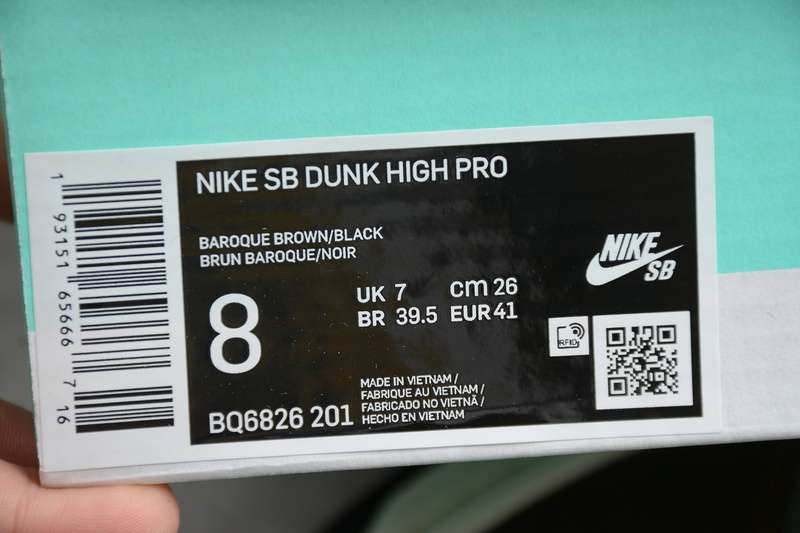 NIKE SB DUNK HIGH PRO
BAROQUE BROWN/BLACK
BRUN BAROQUE/NOIR
8
UK 7 cm 26
BR 39.5 EUR 41
BQ6826 201
MADE IN VIETNAM /
FABRIQUE AU VIETNAM /
FABRICADO NO VIETNÃ /
HECHO EN VIETNAM
NIKE
SB
RFID
1 93151 65666 7 16